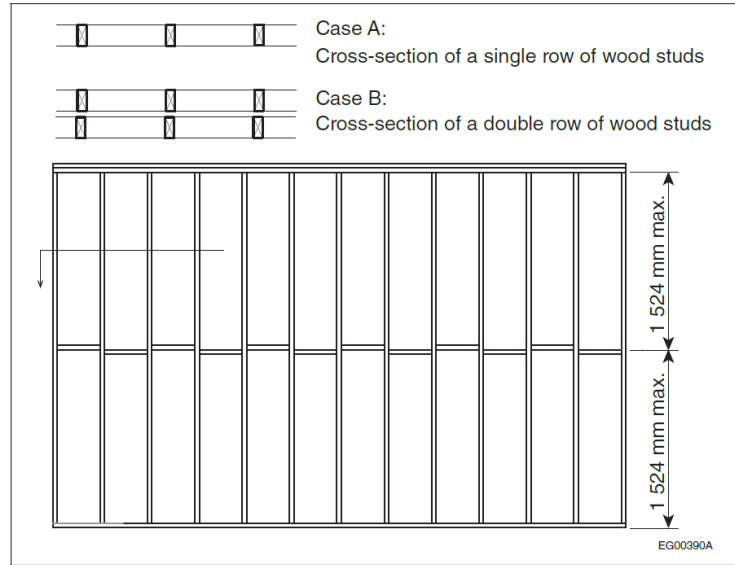 Case A:
Cross-section of a single row of wood studs
Case B:
Cross-section of a double row of wood studs
1 524 mm max.
1 524 mm max.
EG00390A